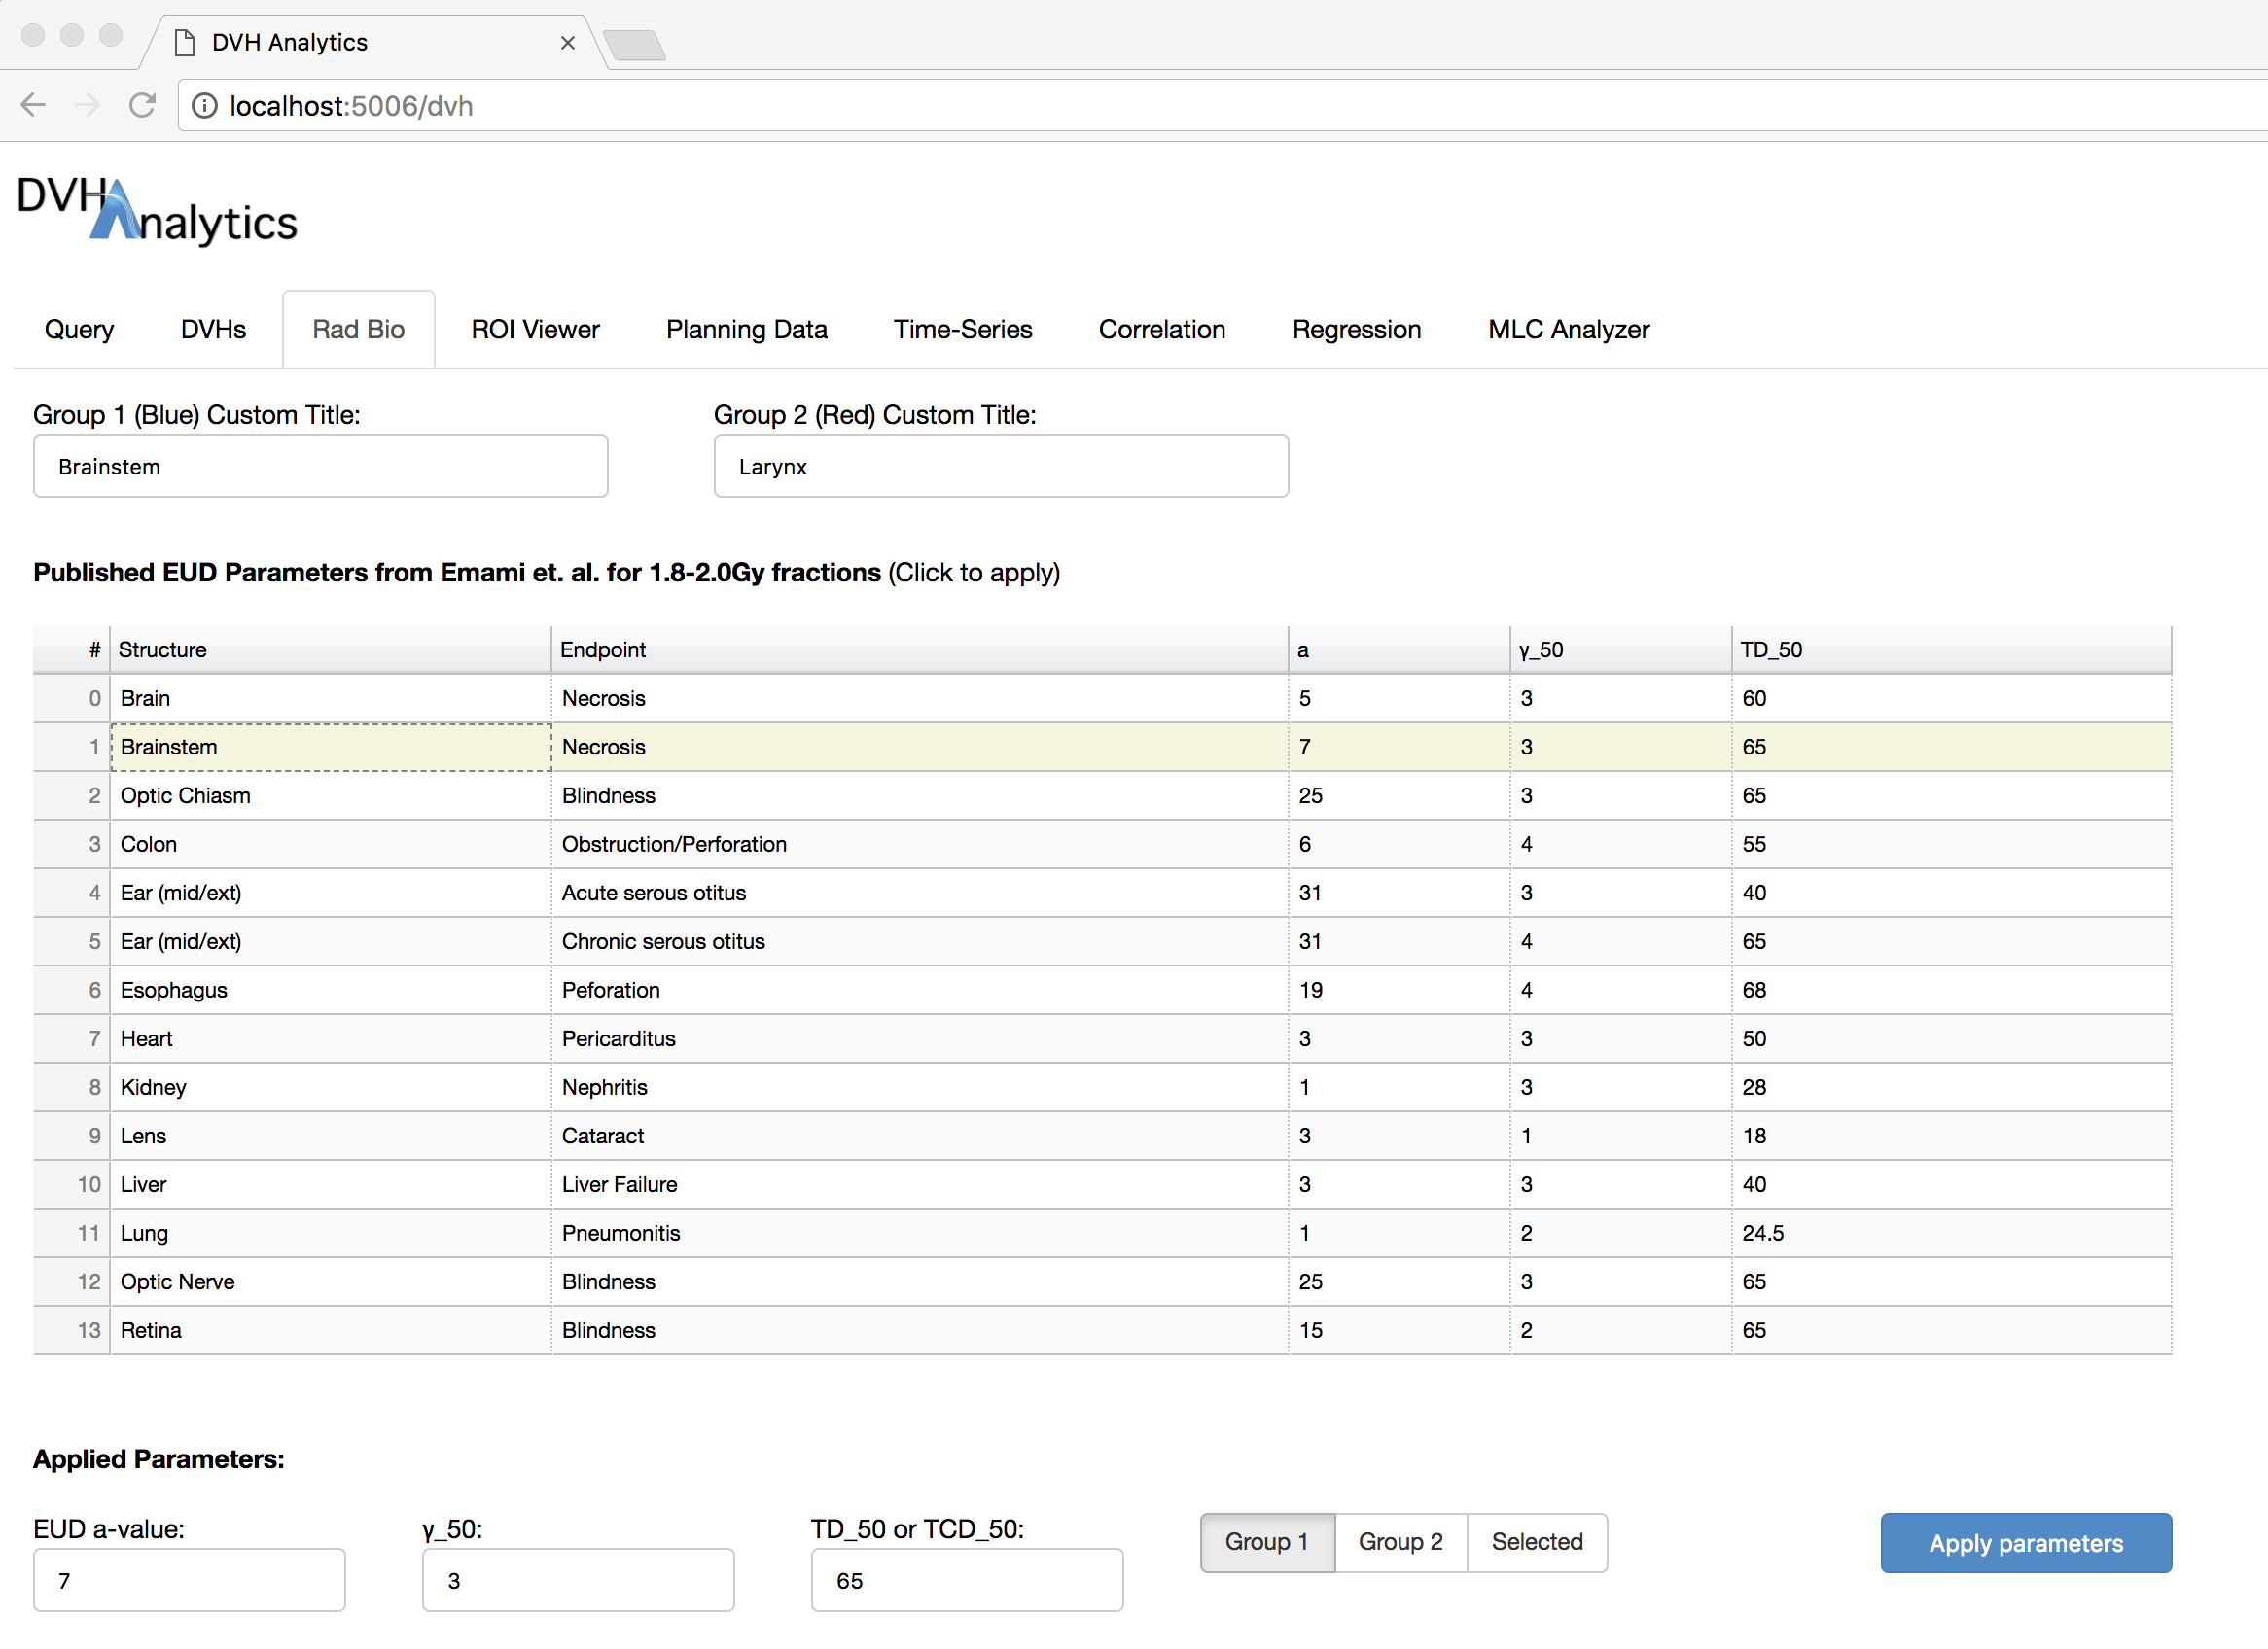 DVH Analytics
localhost:5006/dvh
DVH Analytics
Query DVHs Rad Bio ROI Viewer Planning Data Time-Series Correlation Regression MLC Analyzer
Group 1 (Blue) Custom Title: Group 2 (Red) Custom Title:
Brainstem Larynx
Published EUD Parameters from Emami et. al. for 1.8-2.0Gy fractions (Click to apply)
# Structure Endpoint a γ_50 TD_50
0 Brain Necrosis 5 3 60
1 Brainstem Necrosis 7 3 65
2 Optic Chiasm Blindness 25 3 65
3 Colon Obstruction/Perforation 6 4 55
4 Ear (mid/ext) Acute serous otitus 31 3 40
5 Ear (mid/ext) Chronic serous otitus 31 4 65
6 Esophagus Peforation 19 4 68
7 Heart Pericarditus 3 3 50
8 Kidney Nephritis 1 3 28
9 Lens Cataract 3 1 18
10 Liver Liver Failure 3 3 40
11 Lung Pneumonitis 1 2 24.5
12 Optic Nerve Blindness 25 3 65
13 Retina Blindness 15 2 65
Applied Parameters:
EUD a-value: γ_50: TD_50 or TCD_50: Group 1 Group 2 Selected Apply parameters
7 3 65